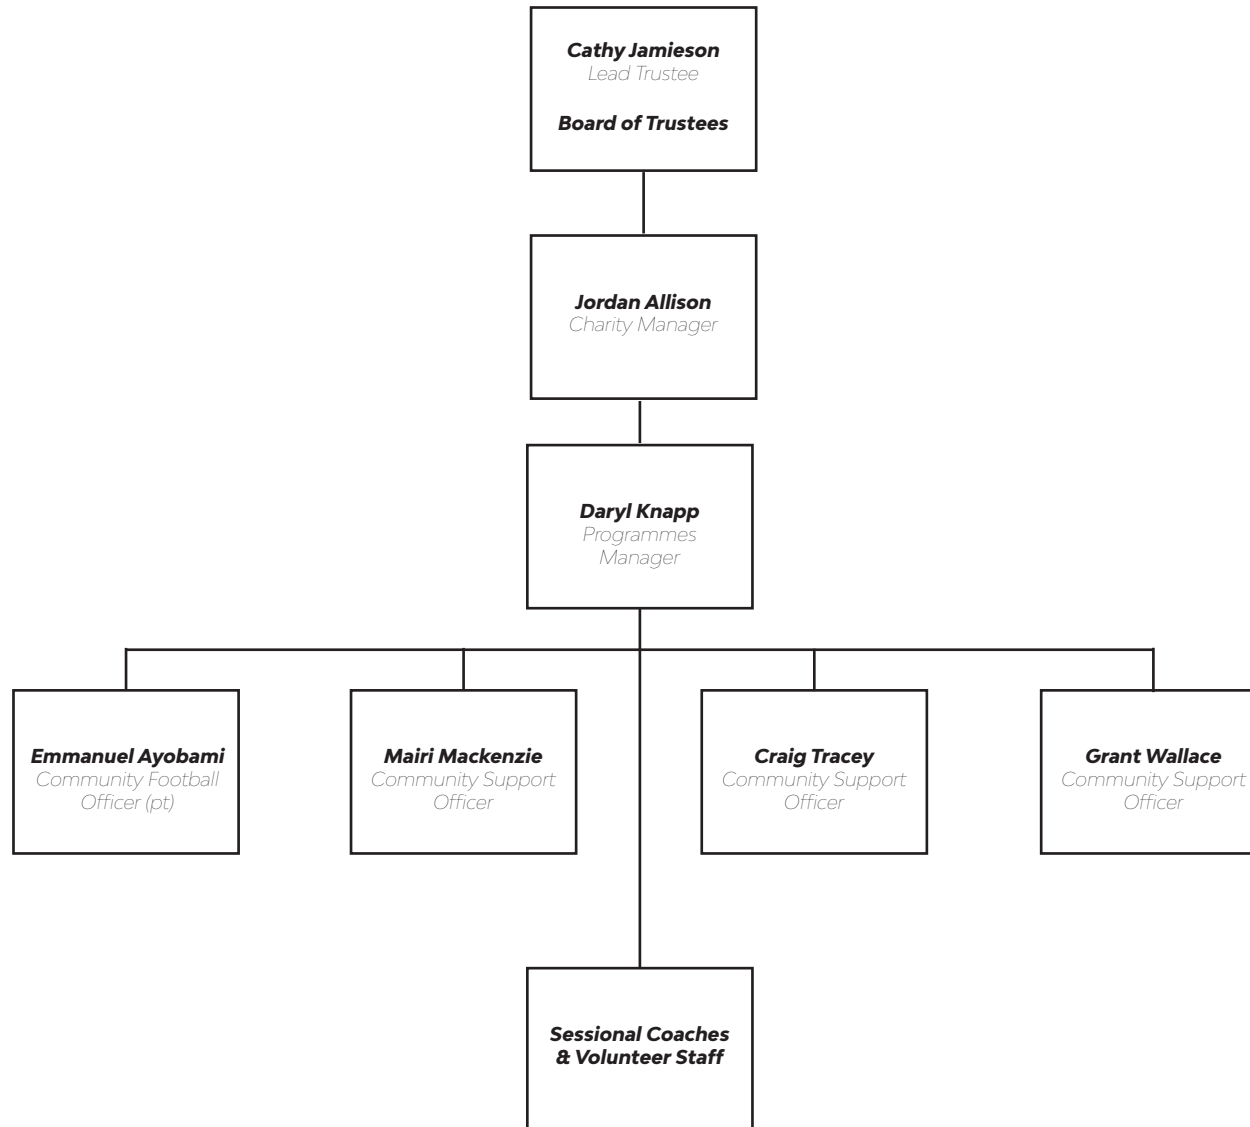 Cathy Jamieson
Lead Trustee
Board of Trustees
Jordan Allison
Charity Manager
Daryl Knapp
Programmes
Manager
Emmanuel Ayobami
Community Football
Officer (pt)
Mairi Mackenzie
Community Support
Officer
Craig Tracey
Community Support
Officer
Grant Wallace
Community Support
Officer
Sessional Coaches
& Volunteer Staff